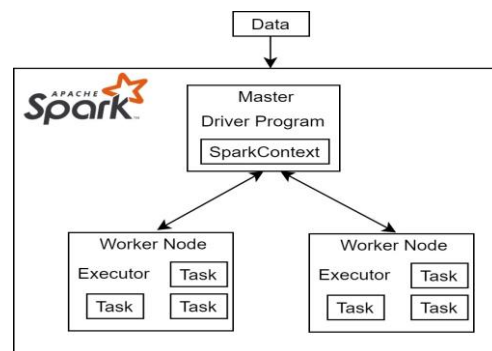 Data
APACHE
Spark
TM
Master
Driver Program
SparkContext
Worker Node
Executor Task
Task Task
Worker Node
Executor Task
Task Task